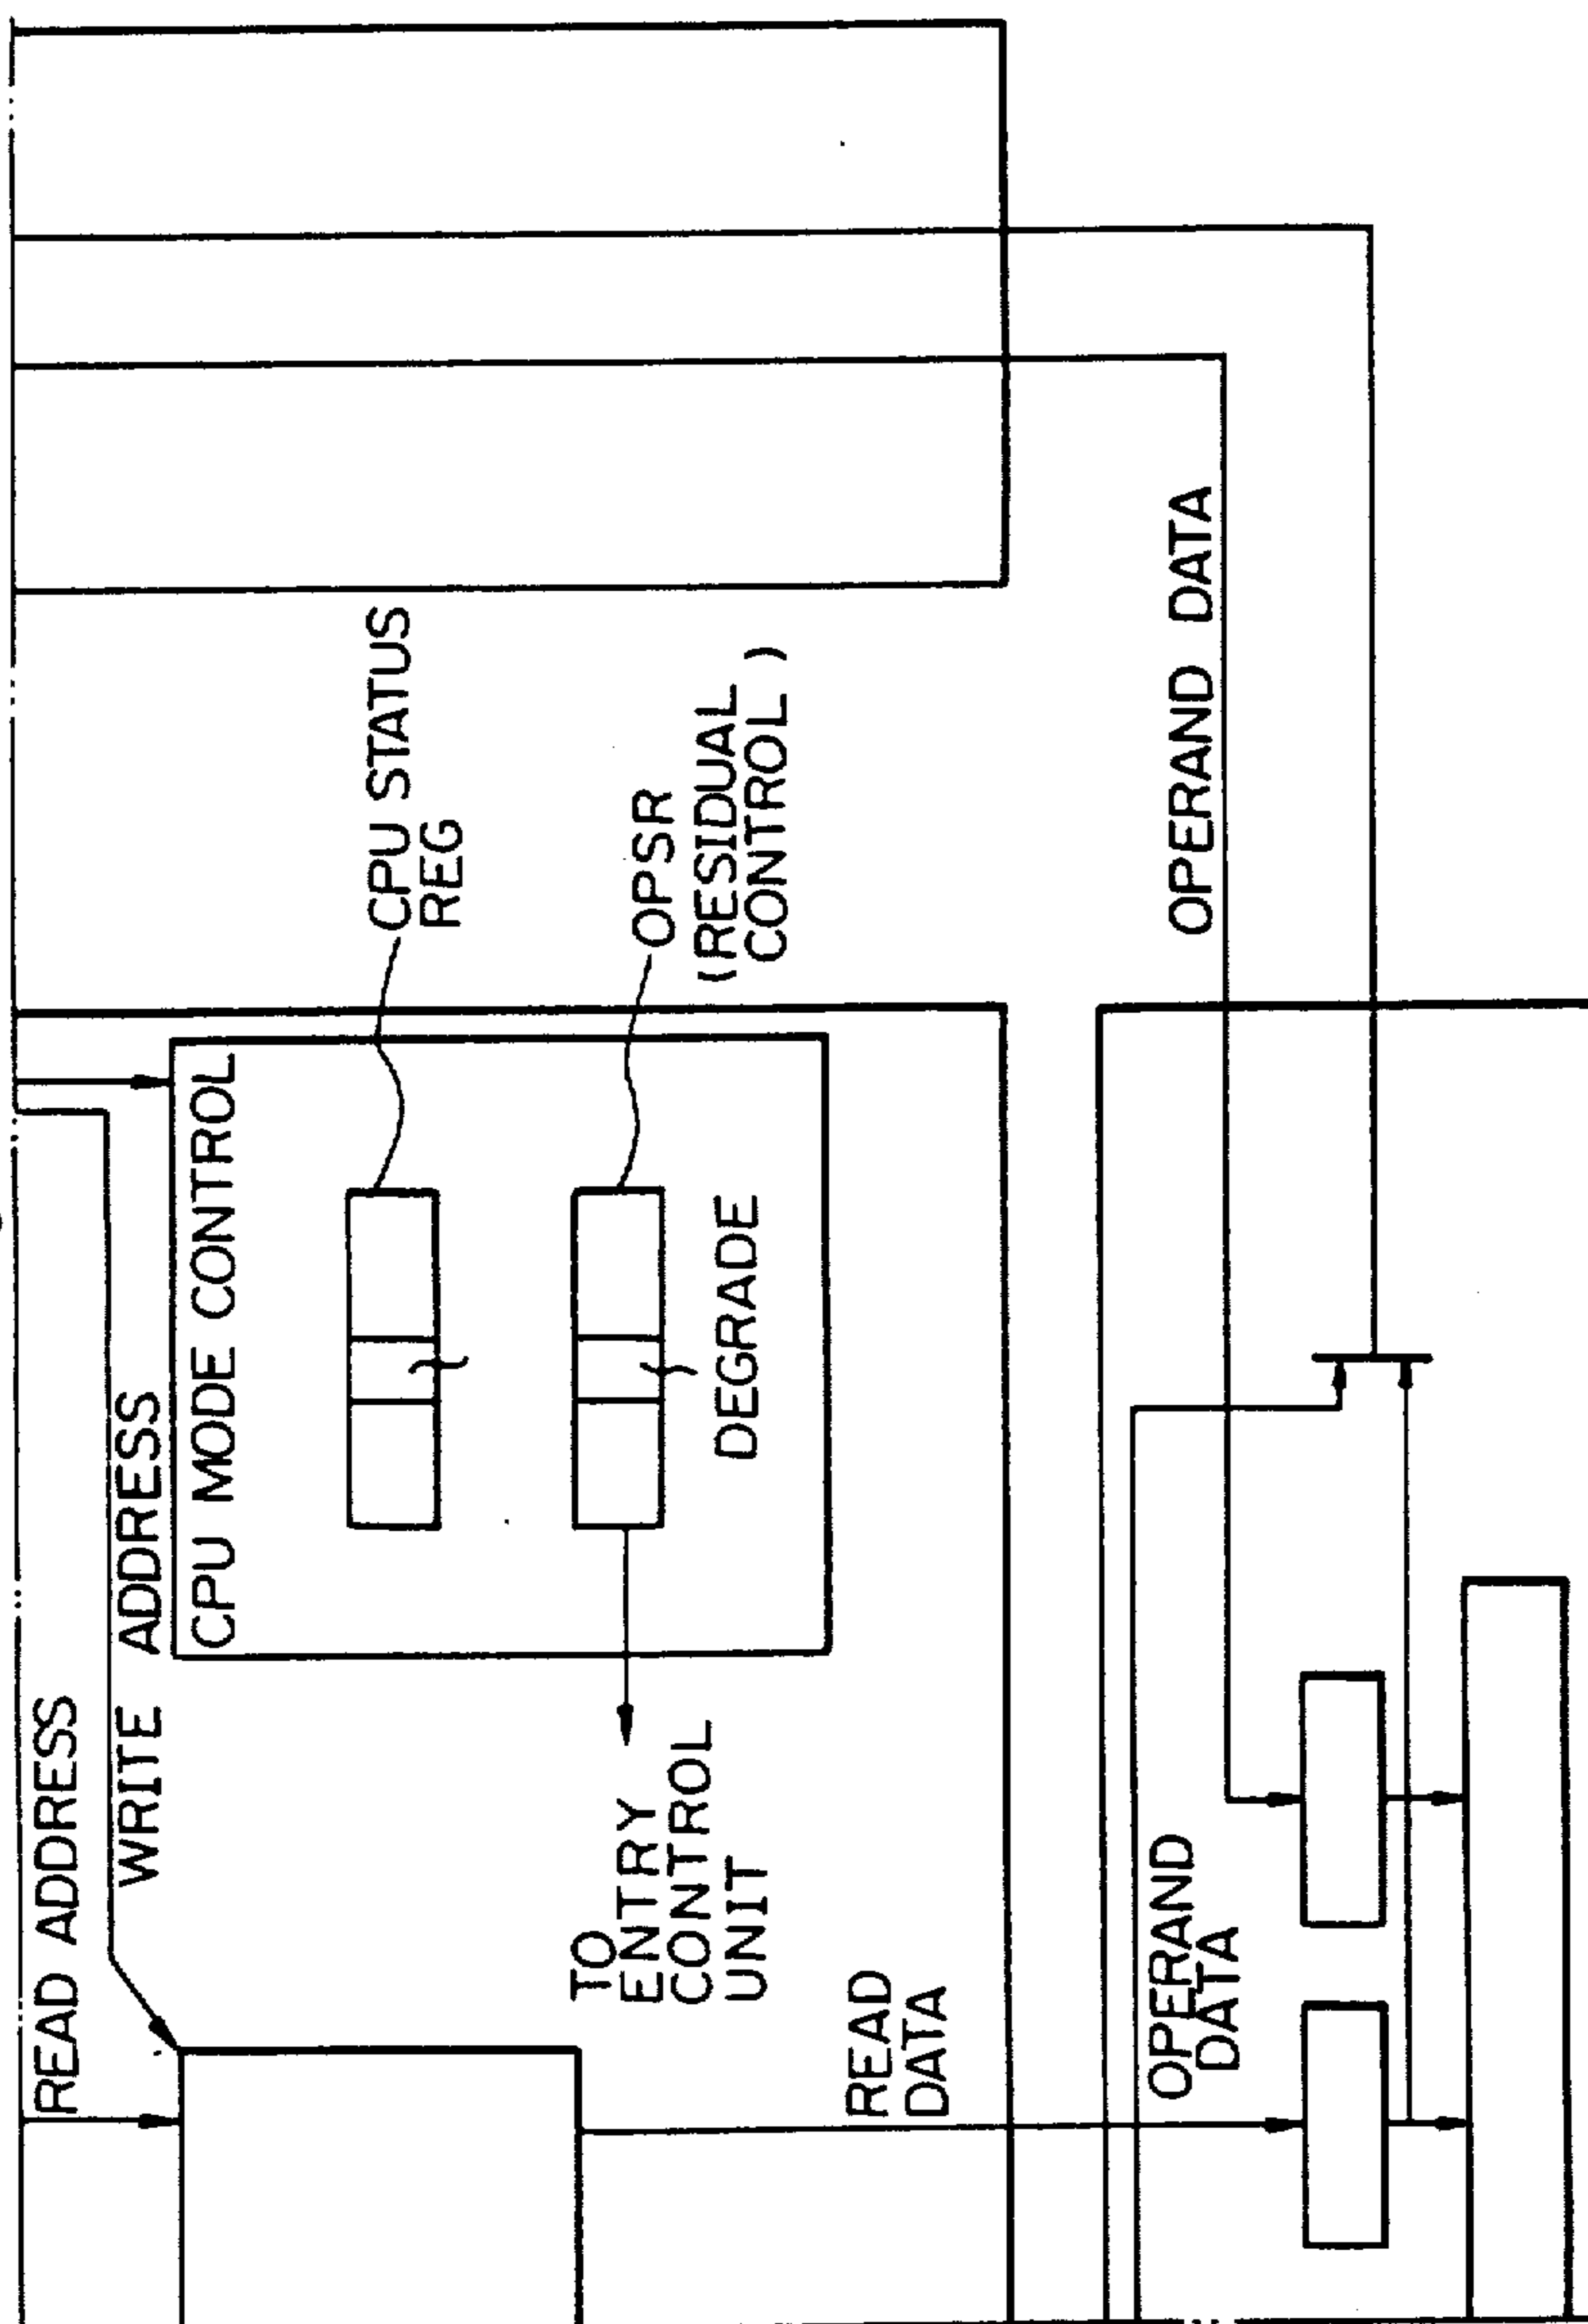 READ ADDRESS
WRITE ADDRESS
CPU MODE CONTROL
CPU STATUS
REG
OPSR
(RESIDUAL
CONTROL)
DEGRADE
TO
ENTRY
CONTROL
UNIT
READ
DATA
OPERAND DATA
OPERAND
DATA